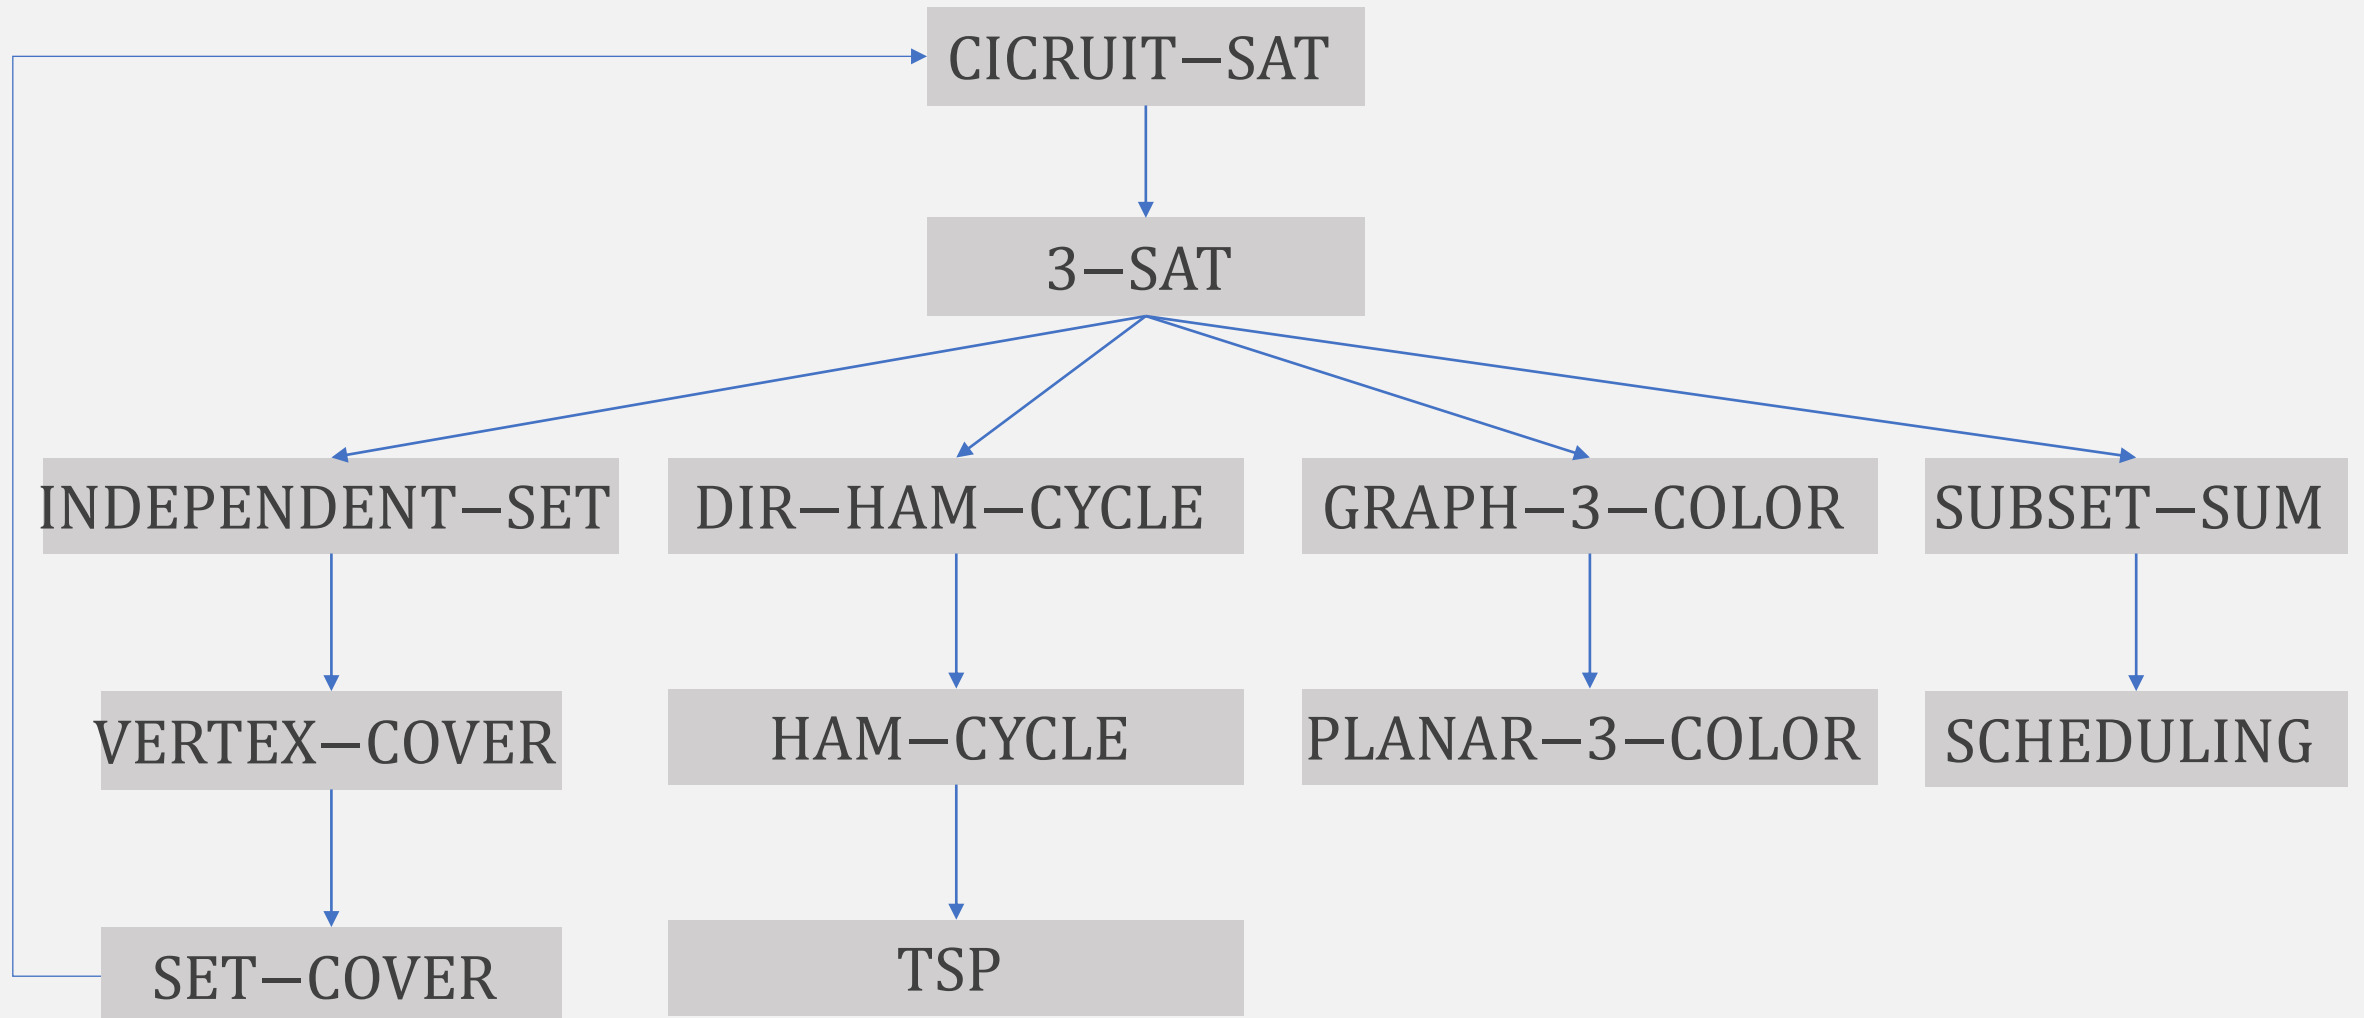 CICRUIT—SAT
3—SAT
INDEPENDENT—SET
DIR—HAM—CYCLE
GRAPH—3—COLOR
SUBSET—SUM
VERTEX—COVER
HAM—CYCLE
PLANAR—3—COLOR
SCHEDULING
SET—COVER
TSP